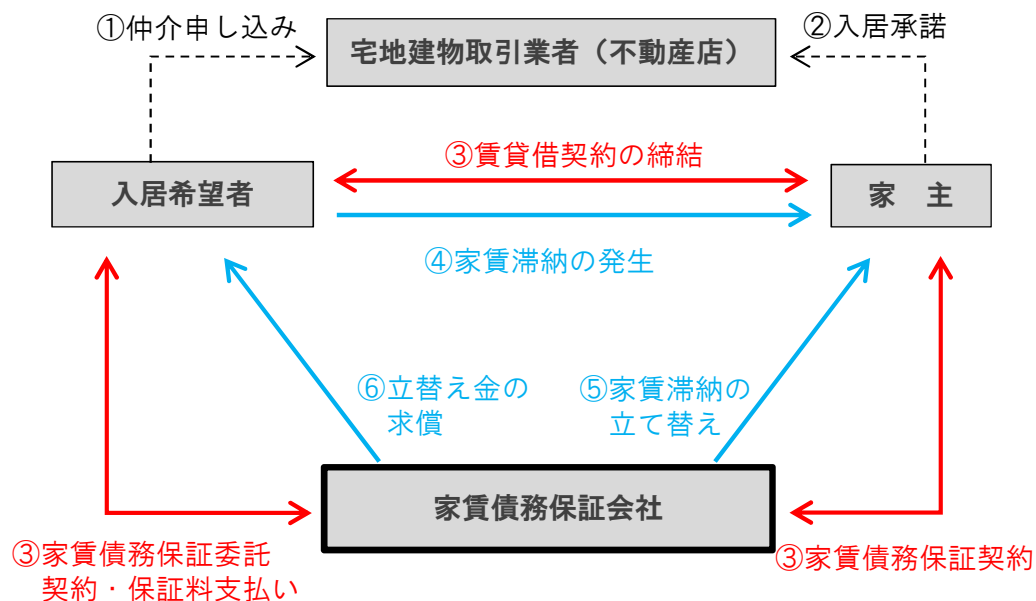 ①仲介申し込み
②入居承諾
宅地建物取引業者（不動産店）
③賃貸借契約の締結
入居希望者
家　主
④家賃滞納の発生
⑥立替え金の
求償
⑤家賃滞納の
立て替え
家賃債務保証会社
③家賃債務保証委託
契約・保証料支払い
③家賃債務保証契約